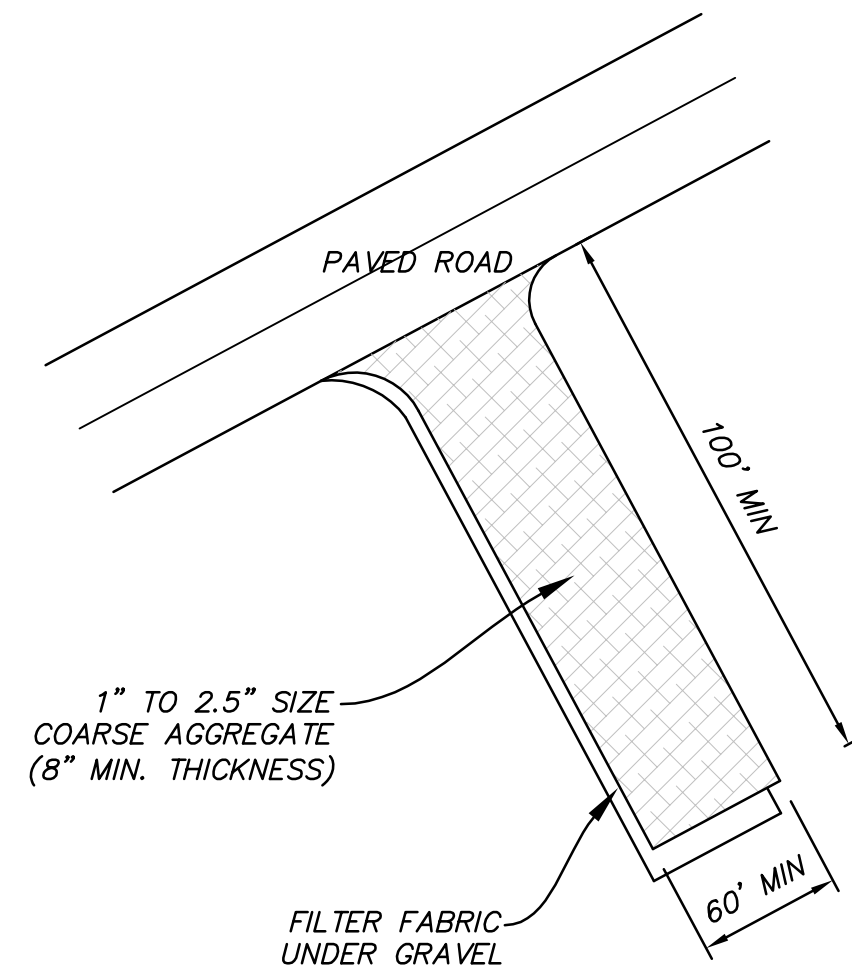 PAVED ROAD
100’ MIN
1” TO 2.5” SIZE
COARSE AGGREGATE
(8” MIN. THICKNESS)
60’ MIN
FILTER FABRIC
UNDER GRAVEL